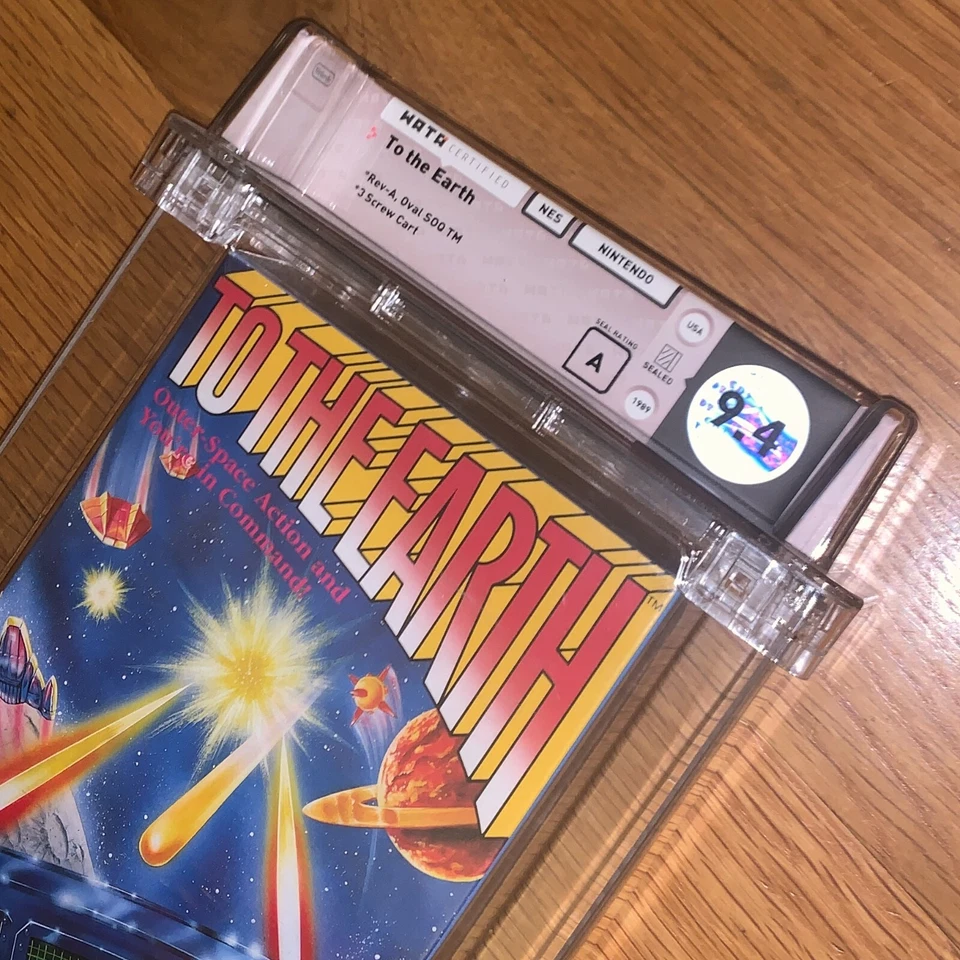 WATA CERTIFIED
To the Earth
*Rev-A, Oval SOQ TM
*3 Screw Cart
NES
NINTENDO
USA
SEAL RATING
A
SEALED
1989
9.4
TO THE EARTH™
Outer-Space Action and
You're in Command!